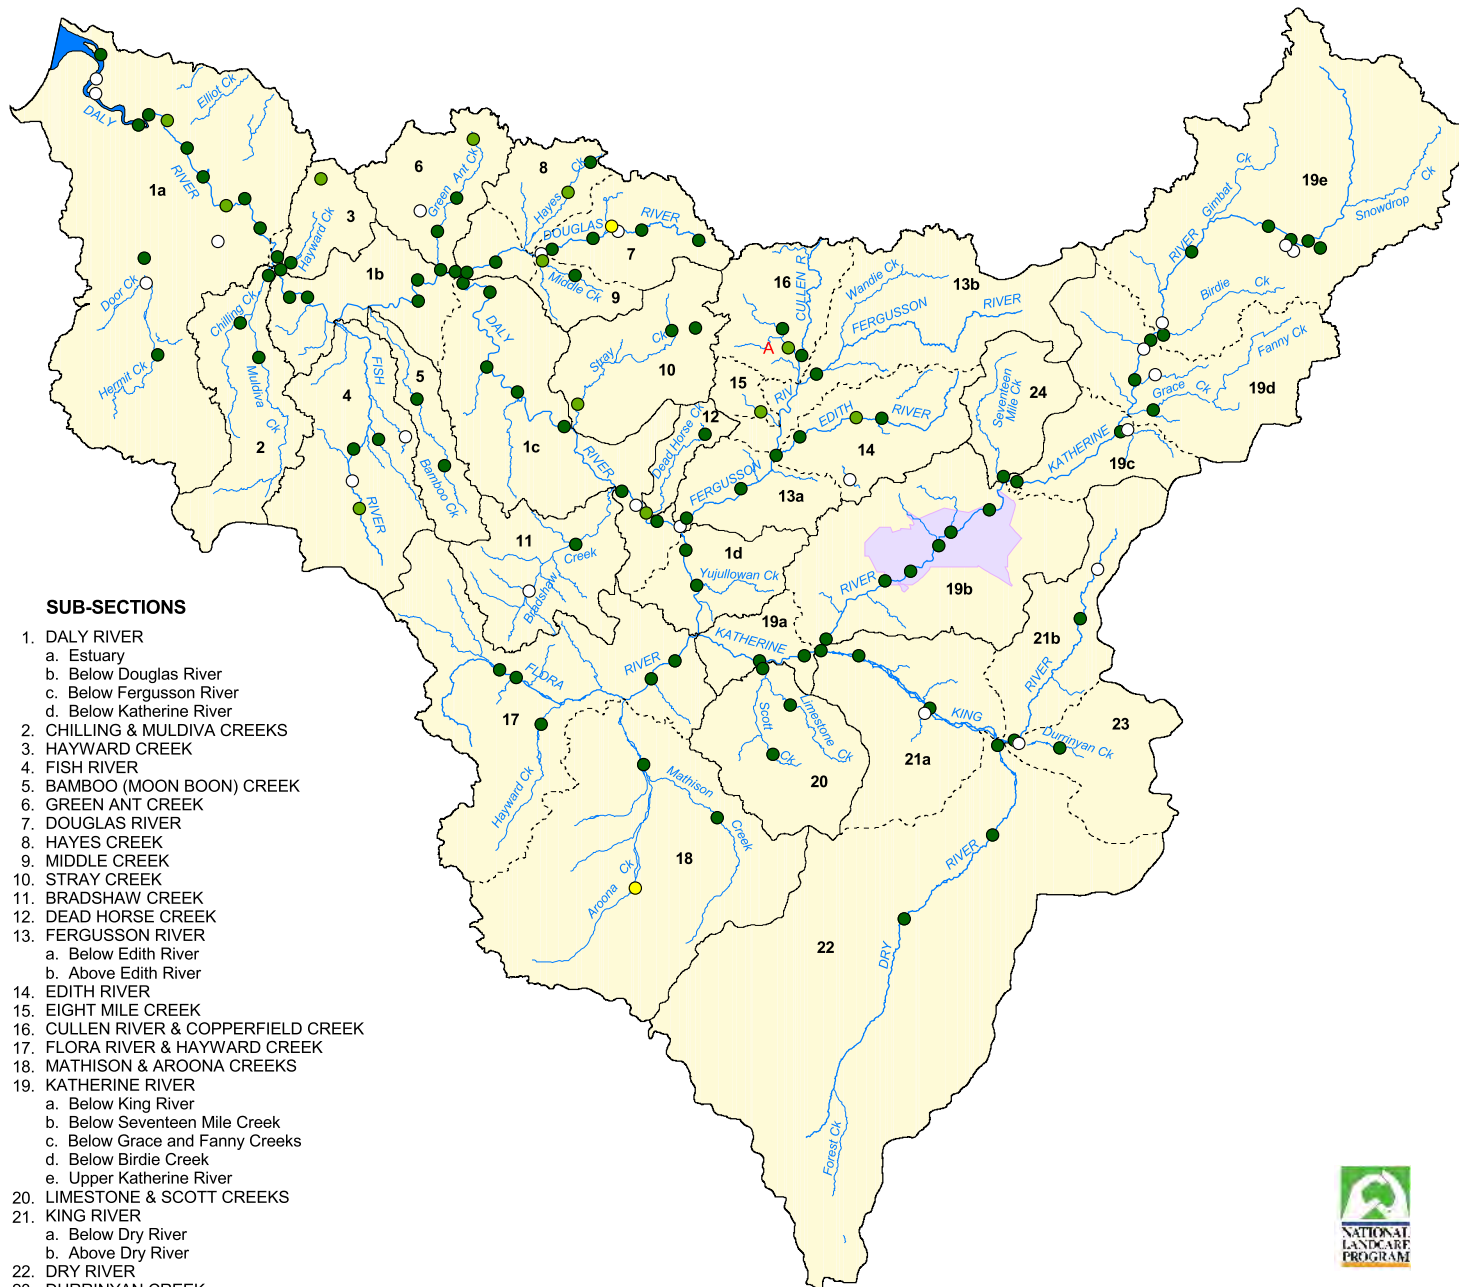 Elliot Ck
DALY
RIVER
1a
6
Green Ant Ck
8
Hayes Ck
3
Hayward Ck
DOUGLAS
RIVER
7
Middle Ck
9
1b
Door Ck
Chilling Ck
Hermit Ck
Muldiva
Ck
2
FISH
RIVER
4
5
Bamboo Ck
DALY
RIVER
1c
Stray
Ck
10
16
CULLEN R
Wandie Ck
13b
FERGUSSON
RIVER
A
15
RIV
12
Dead Horse Ck
EDITH
RIVER
14
FERGUSSON
13a
Seventeen
Mile Ck
24
Ck
Gimbat
RIVER
19e
Snowdrop
Ck
Birdie Ck
Fanny Ck
Grace Ck
19d
KATHERINE
19c
11
Bradshaw
Creek
1d
Yujullowan Ck
RIVER
19b
19a
KATHERINE
RIVER
FLORA
17
Hayward Ck
Scott
Ck
Limestone
Ck
20
21a
KING
RIVER
21b
Durrinyan Ck
23
Mathison
Creek
18
Aroona Ck
RIVER
DRY
22
Forest Ck
SUB-SECTIONS
1. DALY RIVER
a. Estuary
b. Below Douglas River
c. Below Fergusson River
d. Below Katherine River
2. CHILLING & MULDIVA CREEKS
3. HAYWARD CREEK
4. FISH RIVER
5. BAMBOO (MOON BOON) CREEK
6. GREEN ANT CREEK
7. DOUGLAS RIVER
8. HAYES CREEK
9. MIDDLE CREEK
10. STRAY CREEK
11. BRADSHAW CREEK
12. DEAD HORSE CREEK
13. FERGUSSON RIVER
a. Below Edith River
b. Above Edith River
14. EDITH RIVER
15. EIGHT MILE CREEK
16. CULLEN RIVER & COPPERFIELD CREEK
17. FLORA RIVER & HAYWARD CREEK
18. MATHISON & AROONA CREEKS
19. KATHERINE RIVER
a. Below King River
b. Below Seventeen Mile Creek
c. Below Grace and Fanny Creeks
d. Below Birdie Creek
e. Upper Katherine River
20. LIMESTONE & SCOTT CREEKS
21. KING RIVER
a. Below Dry River
b. Above Dry River
22. DRY RIVER
23. DURRINYAN CREEK
NATIONAL
LANDCARE
PROGRAM